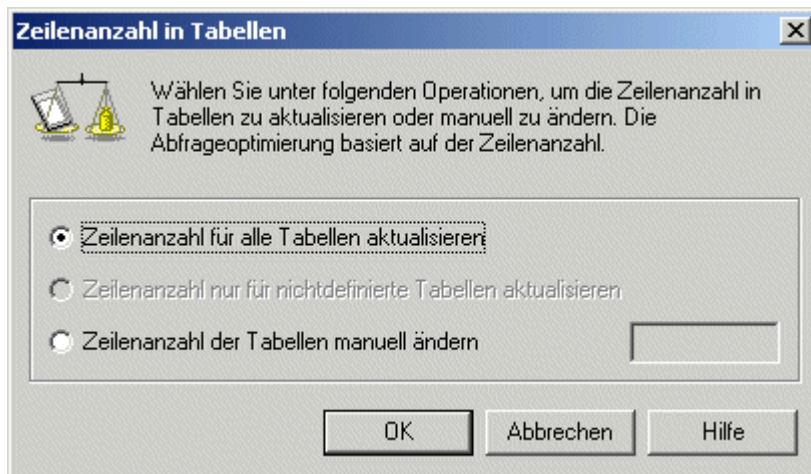 Zeilenanzahl in Tabellen
Wählen Sie unter folgenden Operationen, um die Zeilenanzahl in
Tabellen zu aktualisieren oder manuell zu ändern. Die
Abfrageoptimierung basiert auf der Zeilenanzahl.
Zeilenanzahl für alle Tabellen aktualisieren
Zeilenanzahl nur für nichtdefinierte Tabellen aktualisieren
Zeilenanzahl der Tabellen manuell ändern
OK Abbrechen Hilfe